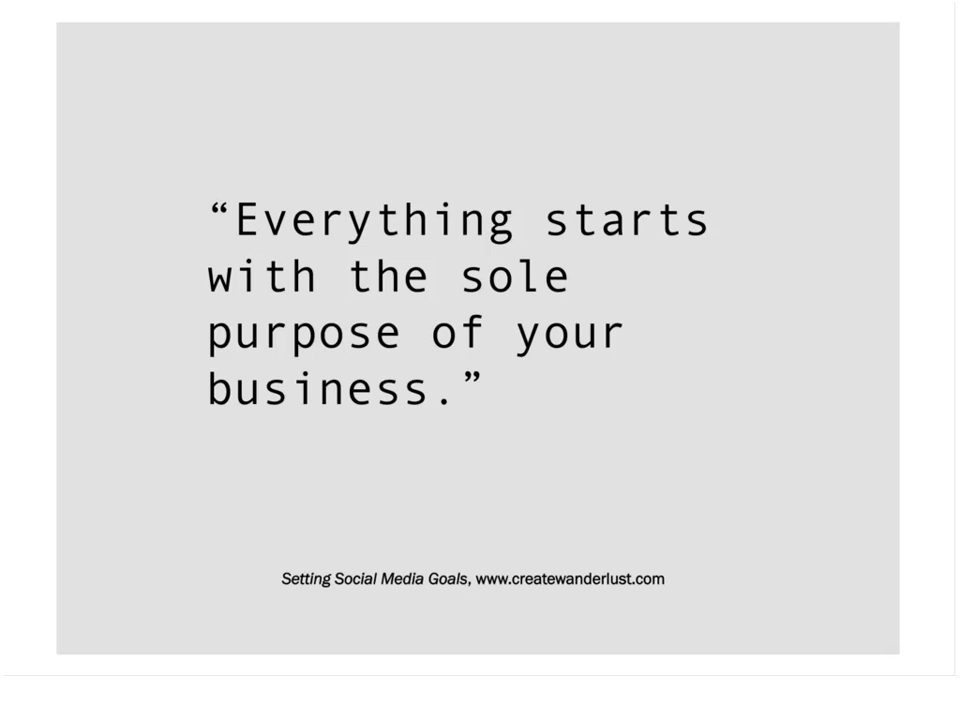 “Everything starts
with the sole
purpose of your
business.”
Setting Social Media Goals, www.createwanderlust.com